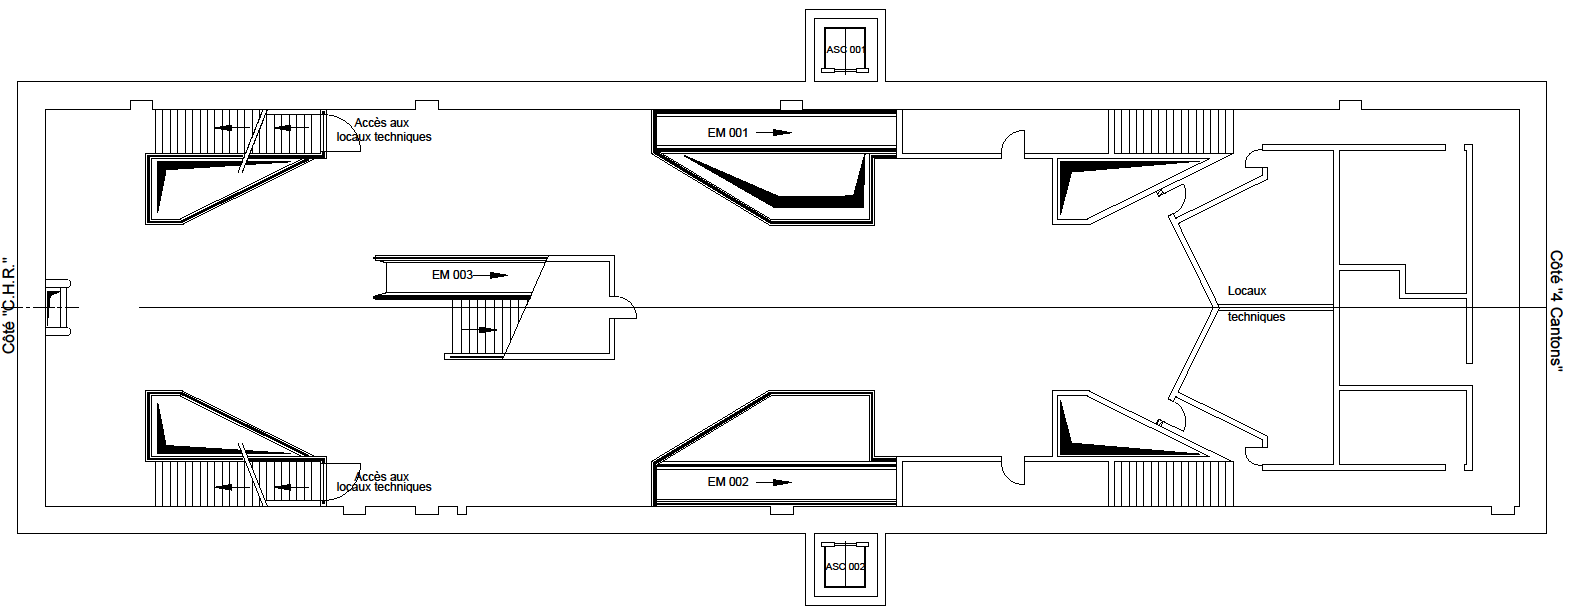 ASC 001
Accès aux
locaux techniques
EM 001
EM 003
Côté "C.H.R."
Côté "4 Cantons"
Locaux
techniques
Accès aux
locaux techniques
EM 002
ASC 002